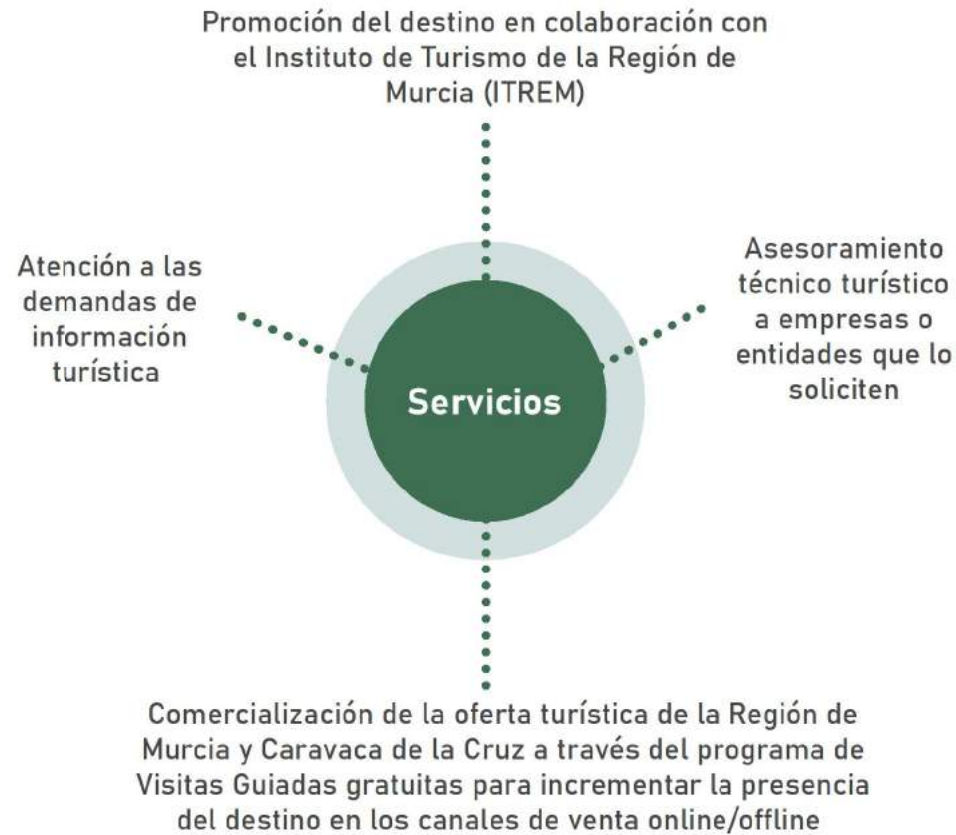 Promoción del destino en colaboración con
el Instituto de Turismo de la Región de
Murcia (ITREM)
Atención a las
demandas de
información
turística
Asesoramiento
técnico turístico
a empresas o
entidades que lo
soliciten
Servicios
Comercialización de la oferta turística de la Región de
Murcia y Caravaca de la Cruz a través del programa de
Visitas Guiadas gratuitas para incrementar la presencia
del destino en los canales de venta online/offline